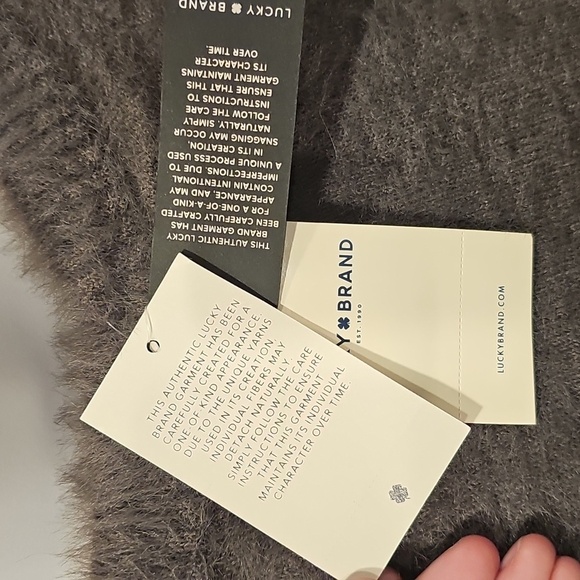 LUCKY BRAND
THIS AUTHENTIC LUCKY
BRAND GARMENT HAS
BEEN CAREFULLY CRAFTED
FOR A ONE-OF-A-KIND
APPEARANCE, AND MAY
CONTAIN INTENTIONAL
IMPERFECTIONS. DUE TO
A UNIQUE PROCESS USED
IN ITS CREATION,
SNAGGING MAY OCCUR
NATURALLY. SIMPLY
FOLLOW THE CARE
INSTRUCTIONS TO
ENSURE THAT THIS
GARMENT MAINTAINS
ITS CHARACTER
OVER TIME.
Y BRAND
EST. 1990
LUCKYBRAND.COM
THIS AUTHENTIC LUCKY
BRAND GARMENT HAS BEEN
CAREFULLY CREATED FOR A
ONE OF KIND APPEARANCE.
DUE TO THE UNIQUE YARNS
USED IN ITS CREATION,
INDIVIDUAL FIBERS MAY
DETACH NATURALLY.
SIMPLY FOLLOW THE CARE
INSTRUCTIONS TO ENSURE
THAT THIS GARMENT
MAINTAINS ITS INDIVIDUAL
CHARACTER OVER TIME